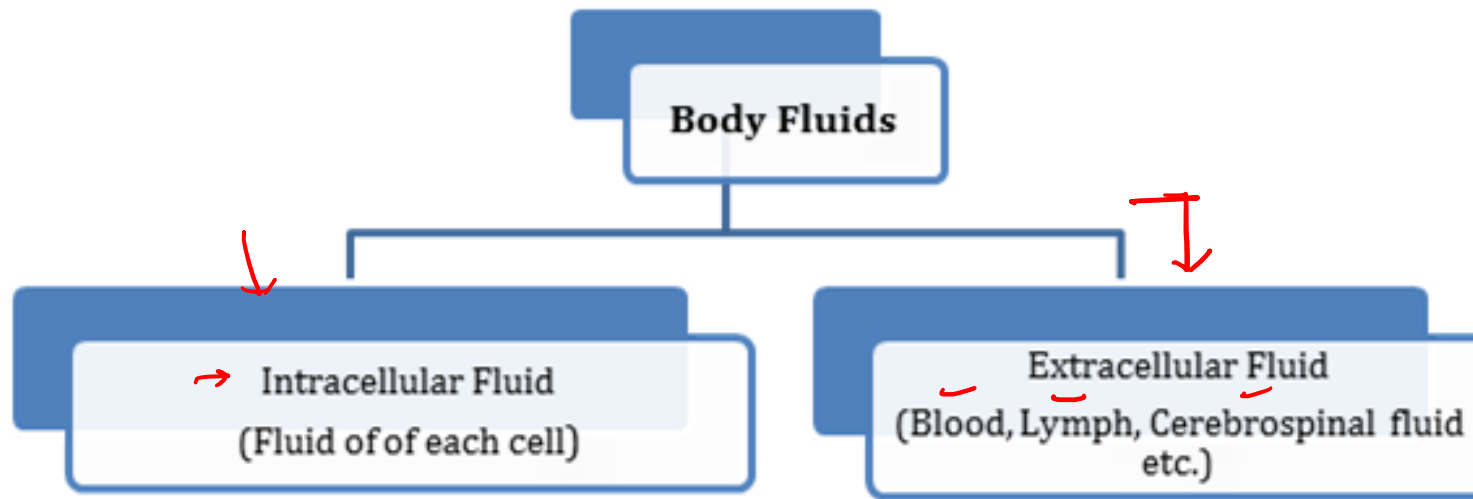 Body Fluids
Intracellular Fluid
(Fluid of of each cell)
Extracellular Fluid
(Blood, Lymph, Cerebrospinal fluid
etc.)